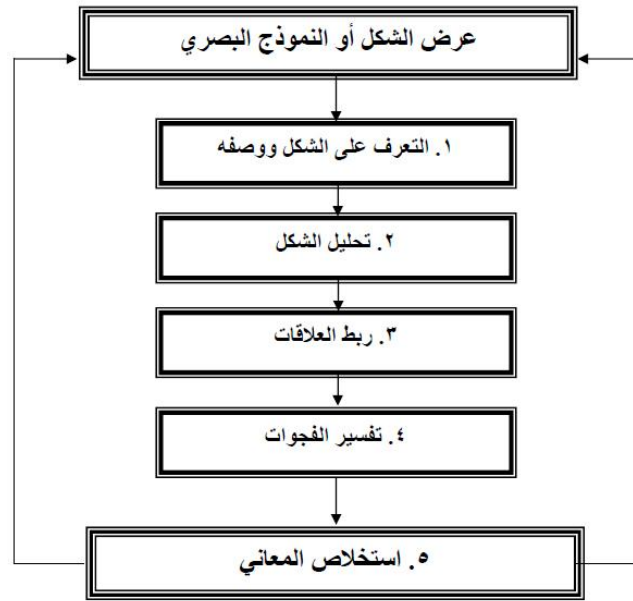 عرض الشكل أو النموذج البصري
١. التعرف على الشكل ووصفه
٢. تحليل الشكل
٣. ربط العلاقات
٤. تفسير الفجوات
٥. استخلاص المعاني